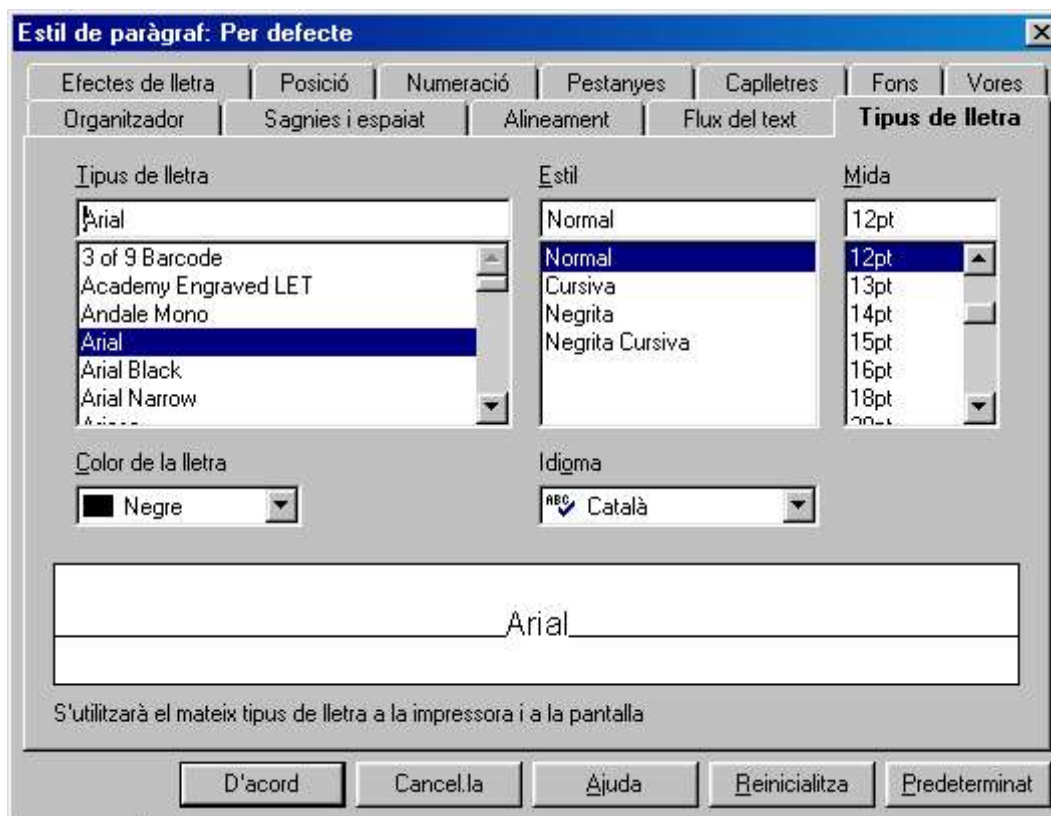 Estil de paràgraf: Per defecte
Efectes de lletra Posició Numeració Pestanyes Caplletres Fons Vores
Organitzador Sagnies i espaiat Alineament Flux del text Tipus de lletra
Tipus de lletra Estil Mida
Arial Normal 12pt
3 of 9 Barcode Normal 12pt
Academy Engraved LET Cursiva 13pt
Andale Mono Negrita 14pt
Arial Negrita Cursiva 15pt
Arial Black 16pt
Arial Narrow 18pt
Color de la lletra Idioma
Negre ABC Català
Arial
S'utilitzarà el mateix tipus de lletra a la impressora i a la pantalla
D'acord Cancel.la Ajuda Reinicialitza Predeterminat